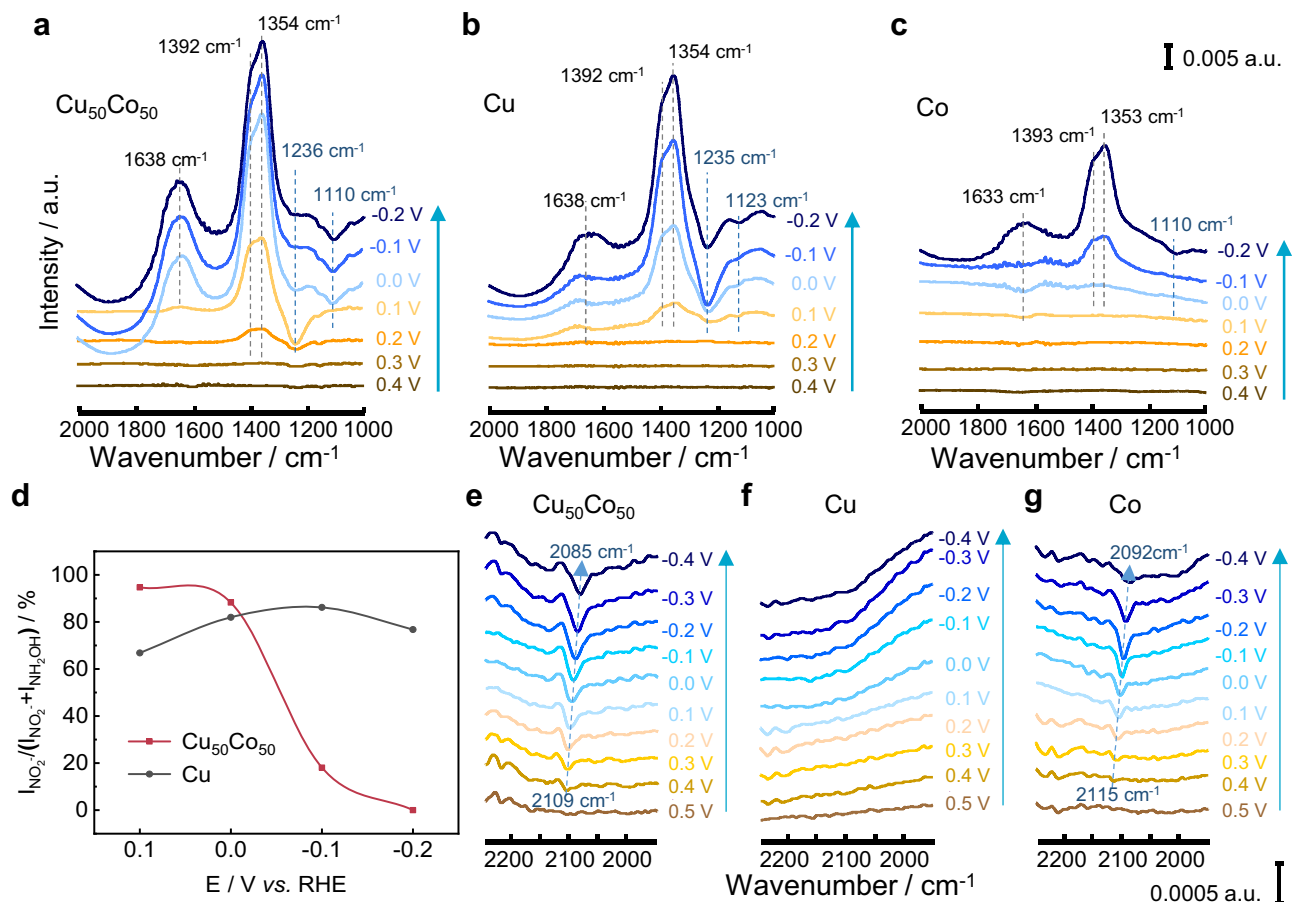 a
1354 cm⁻¹
1392 cm⁻¹
Cu₅₀Co₅₀
1638 cm⁻¹
1236 cm⁻¹
1110 cm⁻¹
-0.2 V
-0.1 V
0.0 V
0.1 V
0.2 V
0.3 V
0.4 V
Intensity / a.u.
2000 1800 1600 1400 1200 1000
Wavenumber / cm⁻¹
b
1354 cm⁻¹
1392 cm⁻¹
Cu
1638 cm⁻¹
1235 cm⁻¹
1123 cm⁻¹
-0.2 V
-0.1 V
0.0 V
0.1 V
0.2 V
0.3 V
0.4 V
2000 1800 1600 1400 1200 1000
Wavenumber / cm⁻¹
c
0.005 a.u.
Co
1353 cm⁻¹
1393 cm⁻¹
1633 cm⁻¹
1110 cm⁻¹
-0.2 V
-0.1 V
0.0 V
0.1 V
0.2 V
0.3 V
0.4 V
2000 1800 1600 1400 1200 1000
Wavenumber / cm⁻¹
d
I_NO₂⁻/(I_NO₂⁻+I_NH₂OH) / %
100
80
60
40
20
0
Cu₅₀Co₅₀
Cu
0.1 0.0 -0.1 -0.2
E / V vs. RHE
e
Cu₅₀Co₅₀
2085 cm⁻¹
-0.4 V
-0.3 V
-0.2 V
-0.1 V
0.0 V
0.1 V
0.2 V
0.3 V
0.4 V
2109 cm⁻¹
0.5 V
2200 2100 2000
f
Cu
-0.4 V
-0.3 V
-0.2 V
-0.1 V
0.0 V
0.1 V
0.2 V
0.3 V
0.4 V
0.5 V
2200 2100 2000
Wavenumber / cm⁻¹
g
Co
2092cm⁻¹
-0.4 V
-0.3 V
-0.2 V
-0.1 V
0.0 V
0.1 V
0.2 V
0.3 V
0.4 V
2115 cm⁻¹
0.5 V
2200 2100 2000
0.0005 a.u.